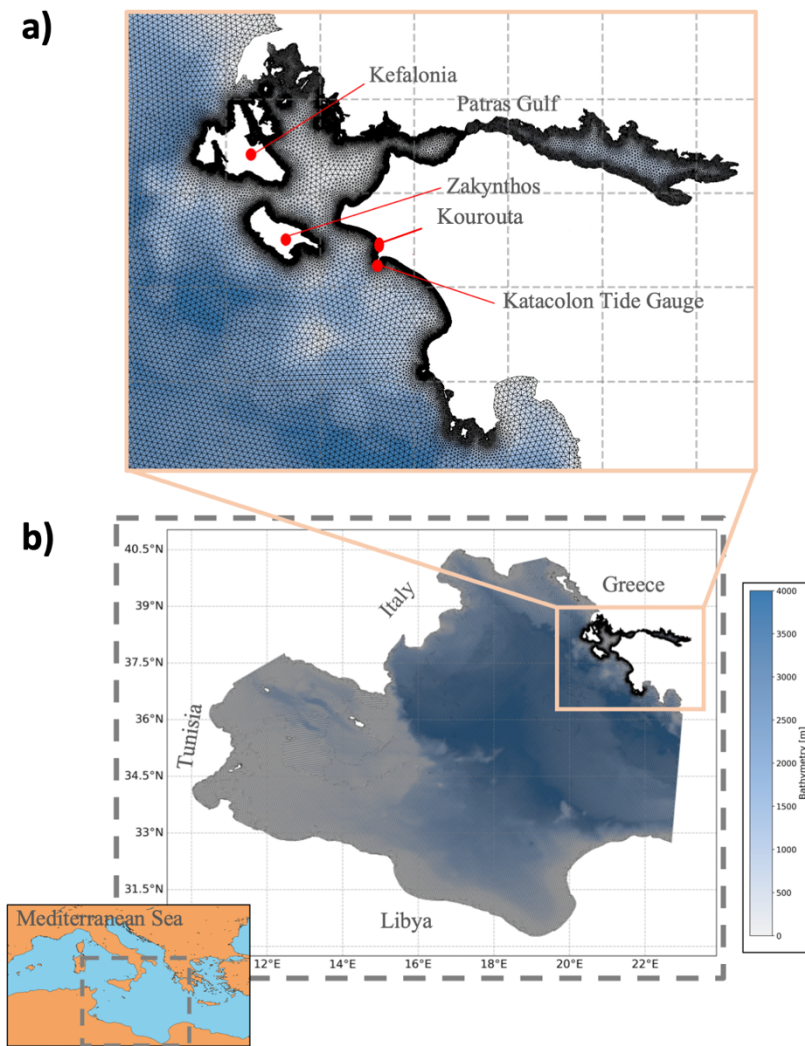 a)
Kefalonia
Patras Gulf
Zakynthos
Kourouta
Katacolon Tide Gauge
b)
40.5°N
39°N
37.5°N
36°N
34.5°N
33°N
31.5°N
Italy
Greece
Tunisia
Libya
12°E
14°E
16°E
18°E
20°E
22°E
4000
3500
3000
2500
2000
1500
1000
500
0
Bathymetry [m]
Mediterranean Sea